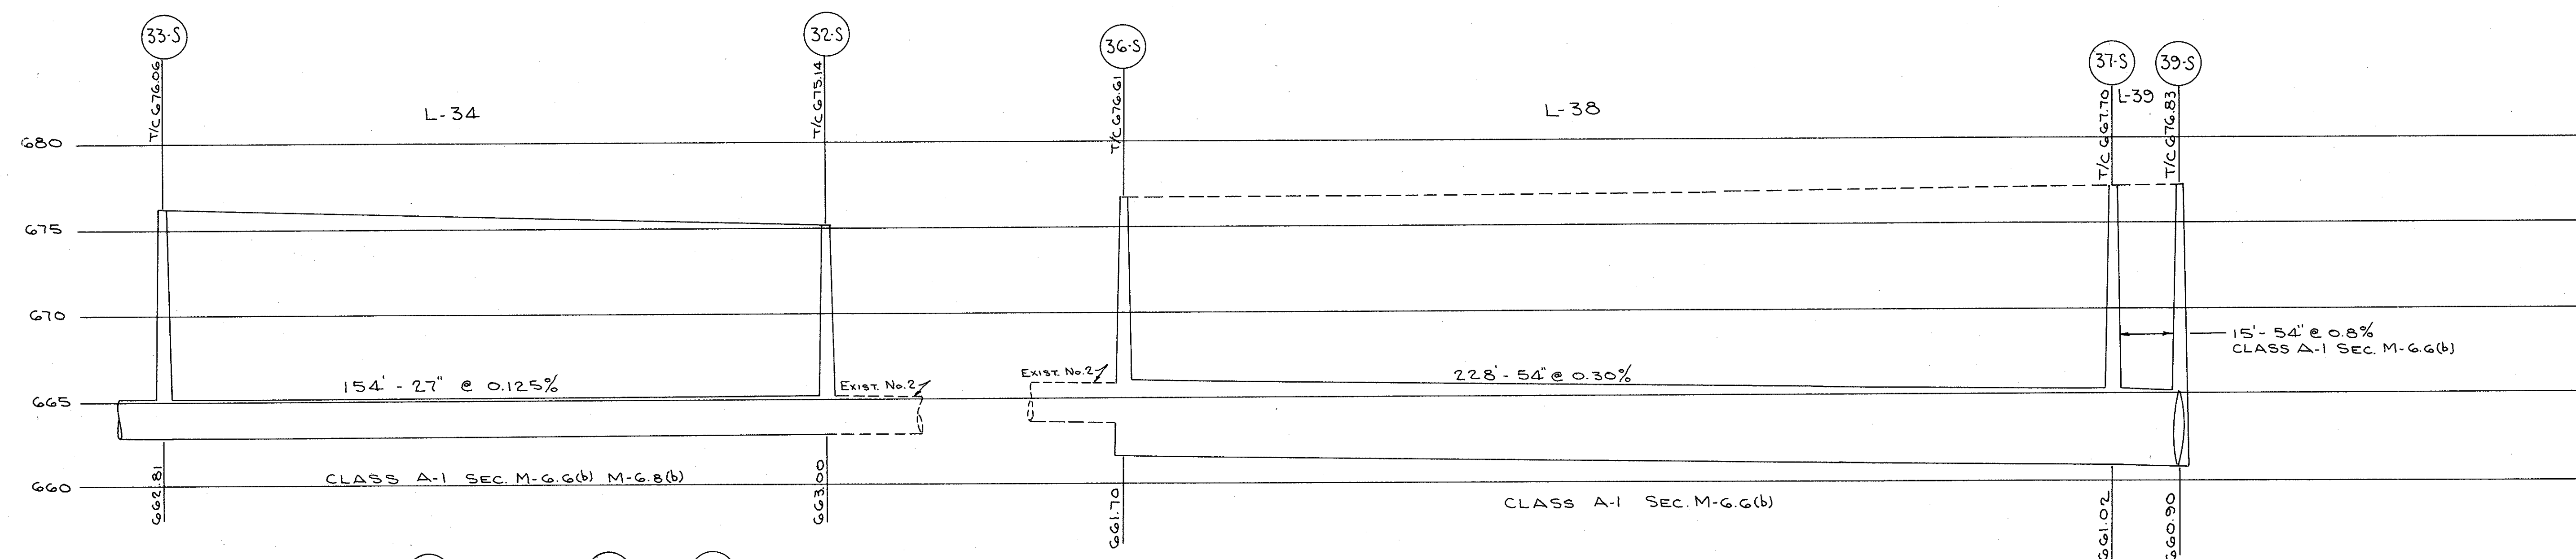 33-S
32-S
36-S
37-S
39-S
T/C 676.06
T/C 675.14
T/C 676.61
T/C 667.70
T/C 676.83
L-34
L-38
L-39
680
675
670
665
660
154' - 27" @ 0.125%
EXIST. No. 2
EXIST. No. 2
228' - 54" @ 0.30%
15' - 54" @ 0.8%
CLASS A-1 SEC. M-6.6(b)
CLASS A-1 SEC. M-6.6(b) M-6.8(b)
CLASS A-1 SEC. M-6.6(b)
662.81
663.00
661.70
661.02
660.90